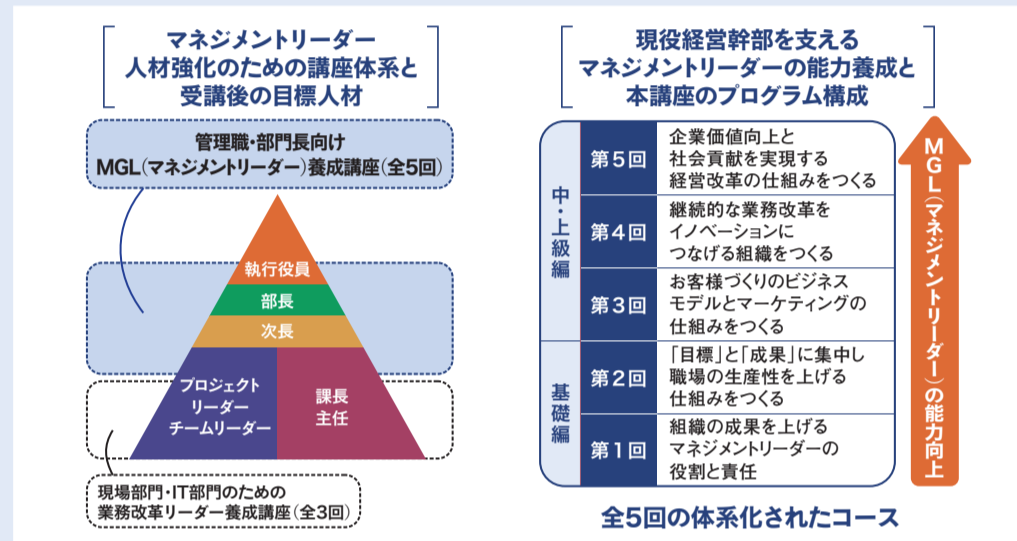 マネジメントリーダー
人材強化のための講座体系と
受講後の目標人材
管理職・部門長向け
MGL(マネジメントリーダー)養成講座(全5回)
執行役員
部長
次長
プロジェクト
リーダー
チームリーダー
課長
主任
現場部門・IT部門のための
業務改革リーダー養成講座(全3回)
現役経営幹部を支える
マネジメントリーダーの能力養成と
本講座のプログラム構成
中・上級編
第5回
企業価値向上と
社会貢献を実現する
経営改革の仕組みをつくる
第4回
継続的な業務改革を
イノベーションに
つなげる組織をつくる
第3回
お客様づくりのビジネス
モデルとマーケティングの
仕組みをつくる
基礎編
第2回
「目標」と「成果」に集中し
職場の生産性を上げる
仕組みをつくる
第1回
組織の成果を上げる
マネジメントリーダーの
役割と責任
MGL(マネジメントリーダー)の能力向上
全5回の体系化されたコース